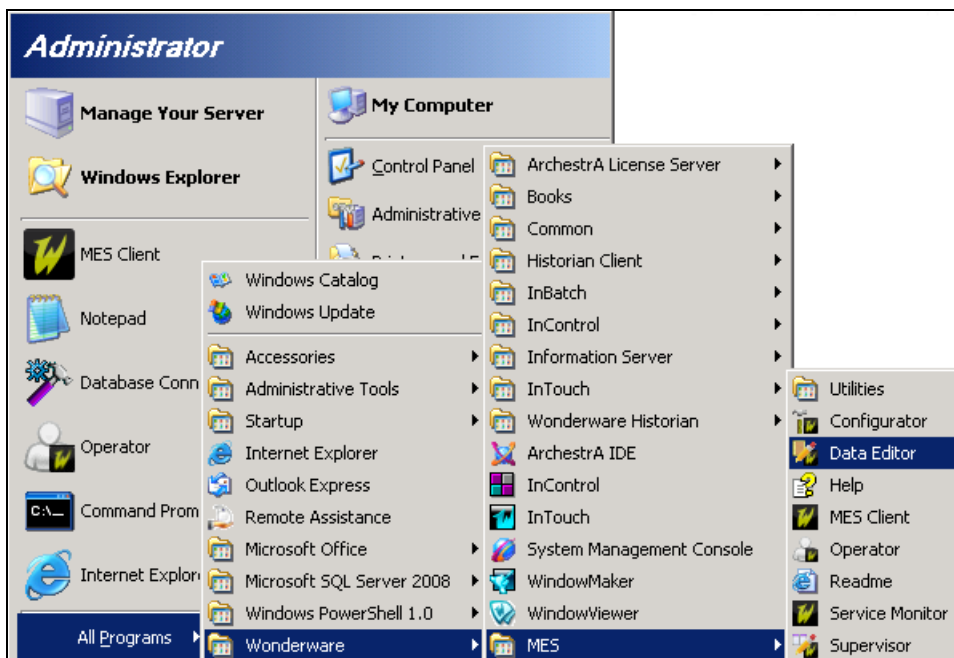 Administrator
Manage Your Server
Windows Explorer
MES Client
Notepad
Database Conn
Operator
C:\_
Command Prom
Internet Explor
All Programs
My Computer
Control Panel
Administrative
Windows Catalog
Windows Update
Accessories
Administrative Tools
Startup
Internet Explorer
Outlook Express
Remote Assistance
Microsoft Office
Microsoft SQL Server 2008
Windows PowerShell 1.0
Wonderware
ArchestrA License Server
Books
Common
Historian Client
InBatch
InControl
Information Server
InTouch
Wonderware Historian
ArchestrA IDE
InControl
InTouch
System Management Console
WindowMaker
WindowViewer
MES
Utilities
Configurator
Data Editor
Help
MES Client
Operator
Readme
Service Monitor
Supervisor